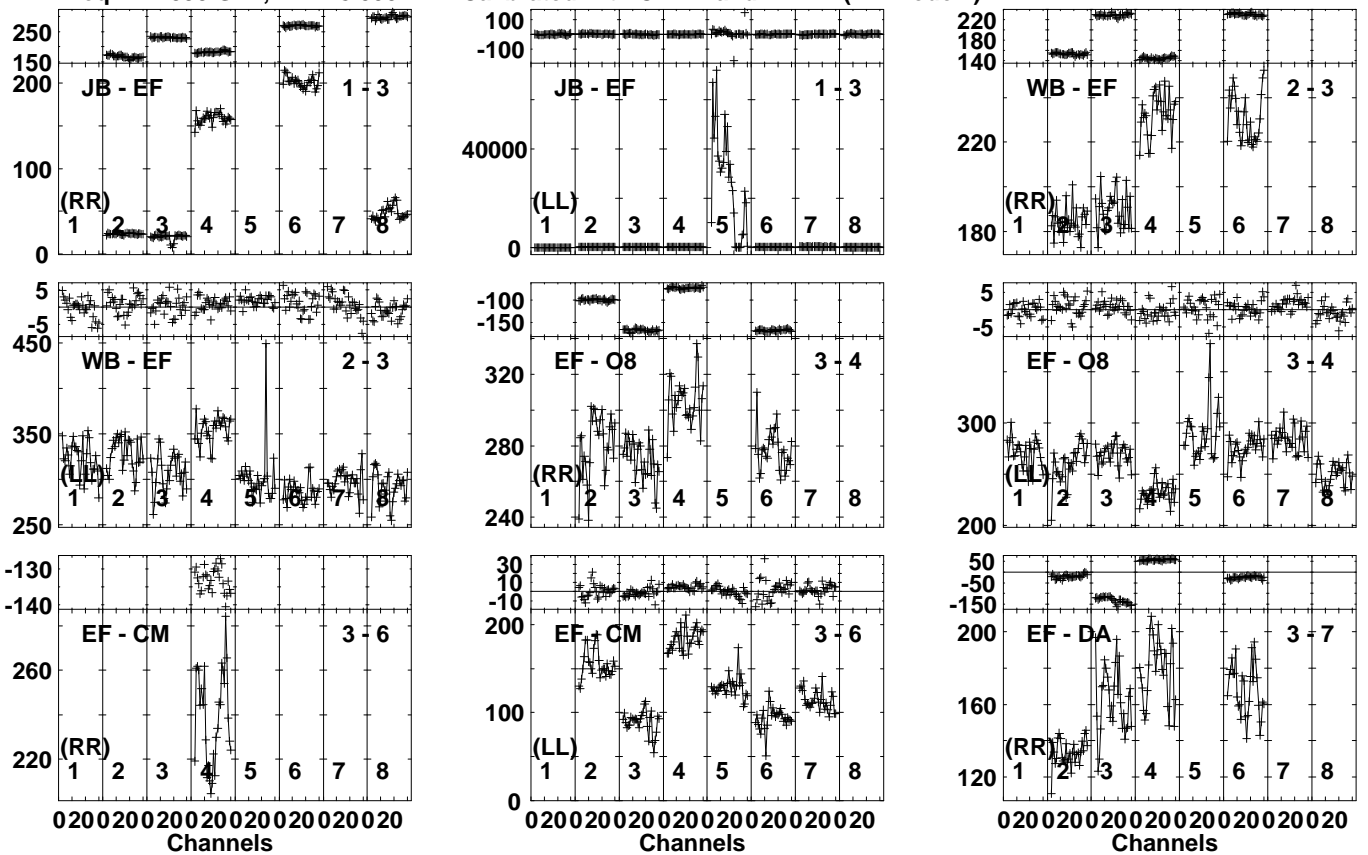 250
150
200
100
0
JB - EF
1 - 3
(RR)
1 2 3 4 5 6 7 8
100
-100
40000
0
JB - EF
1 - 3
(LL)
1 2 3 4 5 6 7 8
220
180
140
220
180
WB - EF
2 - 3
(RR)
1 2 3 4 5 6 7 8
5
-5
450
350
250
WB - EF
2 - 3
(LL)
1 2 3 4 5 6 7 8
-100
-150
320
280
240
EF - O8
3 - 4
(RR)
1 2 3 4 5 6 7 8
5
-5
300
200
EF - O8
3 - 4
(LL)
1 2 3 4 5 6 7 8
-130
-140
260
220
EF - CM
3 - 6
(RR)
1 2 3 4 5 6 7 8
0 20 0 20 0 20 0 20 0 20 0 20 0 20 0 20
Channels
30
10
-10
200
100
0
EF - CM
3 - 6
(LL)
1 2 3 4 5 6 7 8
0 20 0 20 0 20 0 20 0 20 0 20 0 20 0 20
Channels
50
-50
-150
200
160
120
EF - DA
3 - 7
(RR)
1 2 3 4 5 6 7 8
0 20 0 20 0 20 0 20 0 20 0 20 0 20 0 20
Channels